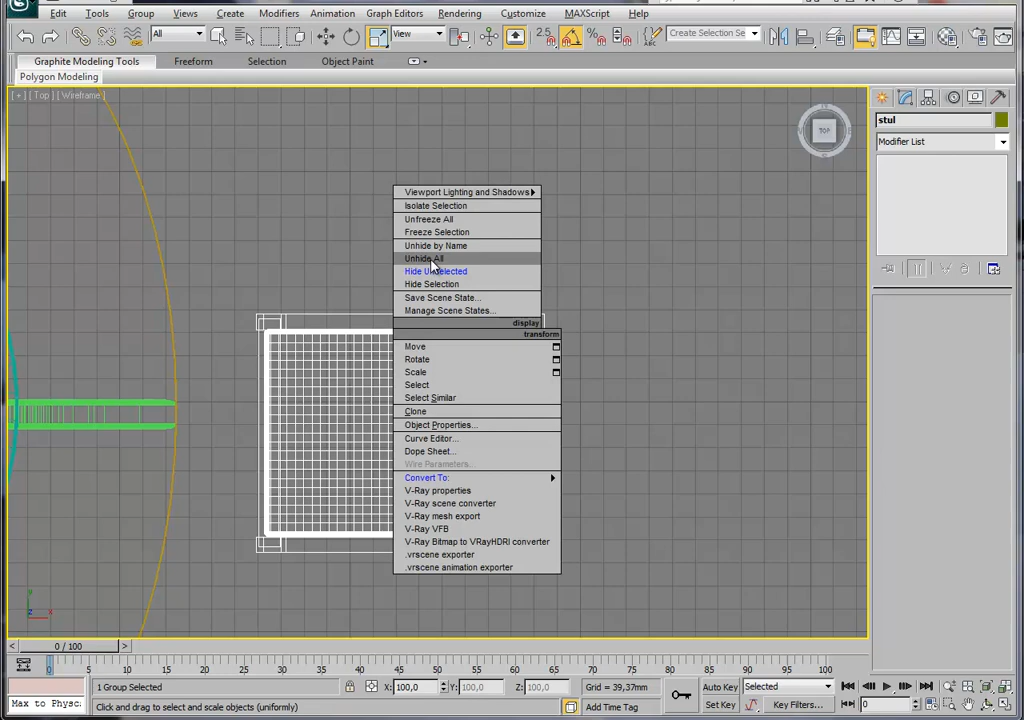 Edit Tools Group Views Create Modifiers Animation Graph Editors Rendering Customize MAXScript Help
All View 2.5 Create Selection Se
Graphite Modeling Tools Freeform Selection Object Paint
Polygon Modeling
[ + ] [ Top ] [ Wireframe ]
TOP
stul
Modifier List
Viewport Lighting and Shadows
Isolate Selection
Unfreeze All
Freeze Selection
Unhide by Name
Unhide All
Hide Unselected
Hide Selection
Save Scene State...
Manage Scene States...
display
transform
Move
Rotate
Scale
Select
Select Similar
Clone
Object Properties...
Curve Editor...
Dope Sheet...
Wire Parameters...
Convert To:
V-Ray properties
V-Ray scene converter
V-Ray mesh export
V-Ray VFB
V-Ray Bitmap to VRayHDRI converter
.vrscene exporter
.vrscene animation exporter
y
z x
< 0 / 100 >
0 5 10 15 20 25 30 35 40 45 50 55 60 65 70 75 80 85 90 95 100
1 Group Selected X: 100,0 Y: 100,0 Z: 100,0 Grid = 39,37mm Auto Key Selected
Max to Physc Click and drag to select and scale objects (uniformly) Add Time Tag Set Key Key Filters... 0